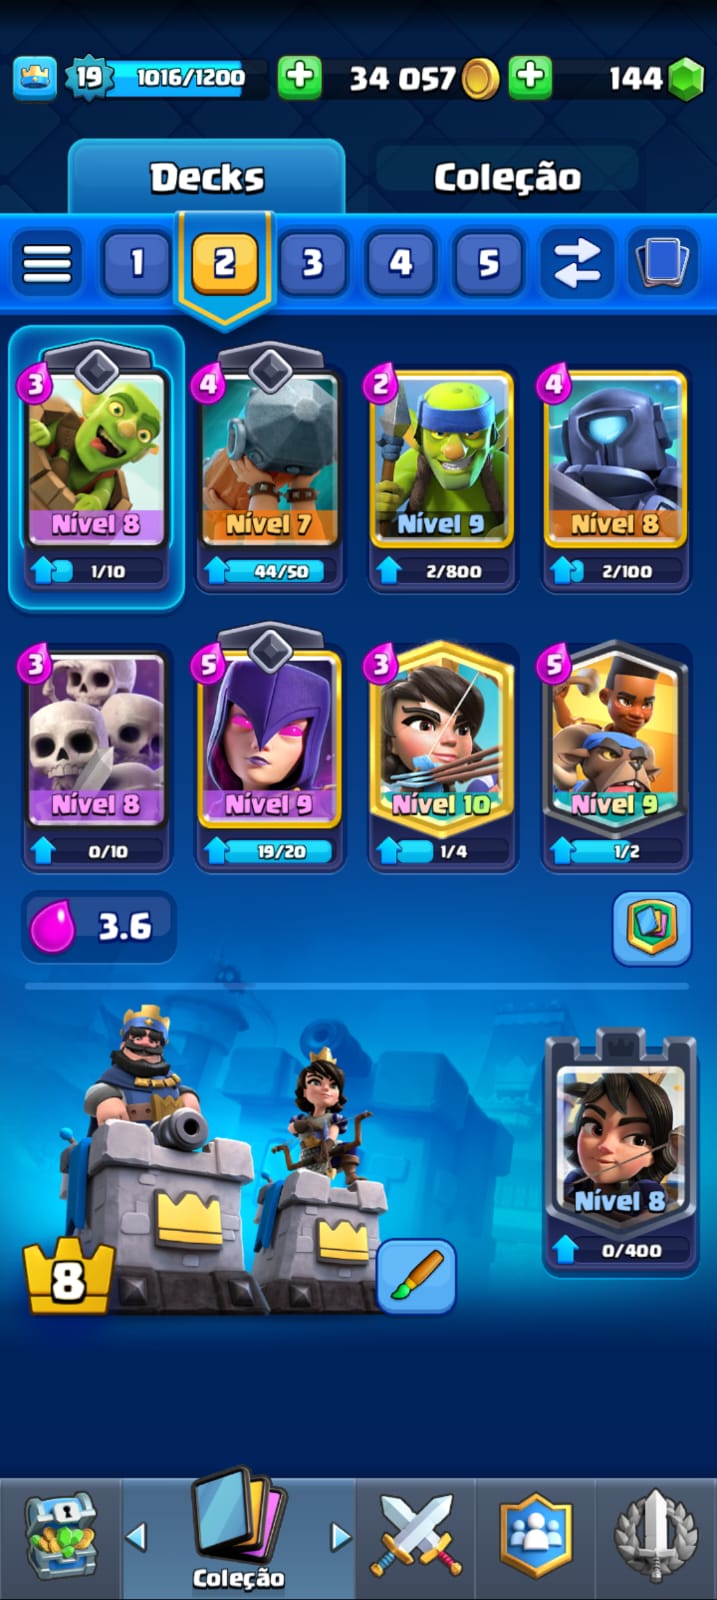 19 1016/1200 34 057 144
Decks Coleção
1 2 3 4 5
3 4 2 4
Nível 8 Nível 7 Nível 9 Nível 8
1/10 44/50 2/800 2/100
3 5 3 5
Nível 8 Nível 9 Nível 10 Nível 9
0/10 19/20 1/4 1/2
3.6
Nível 8
0/400
8
Coleção